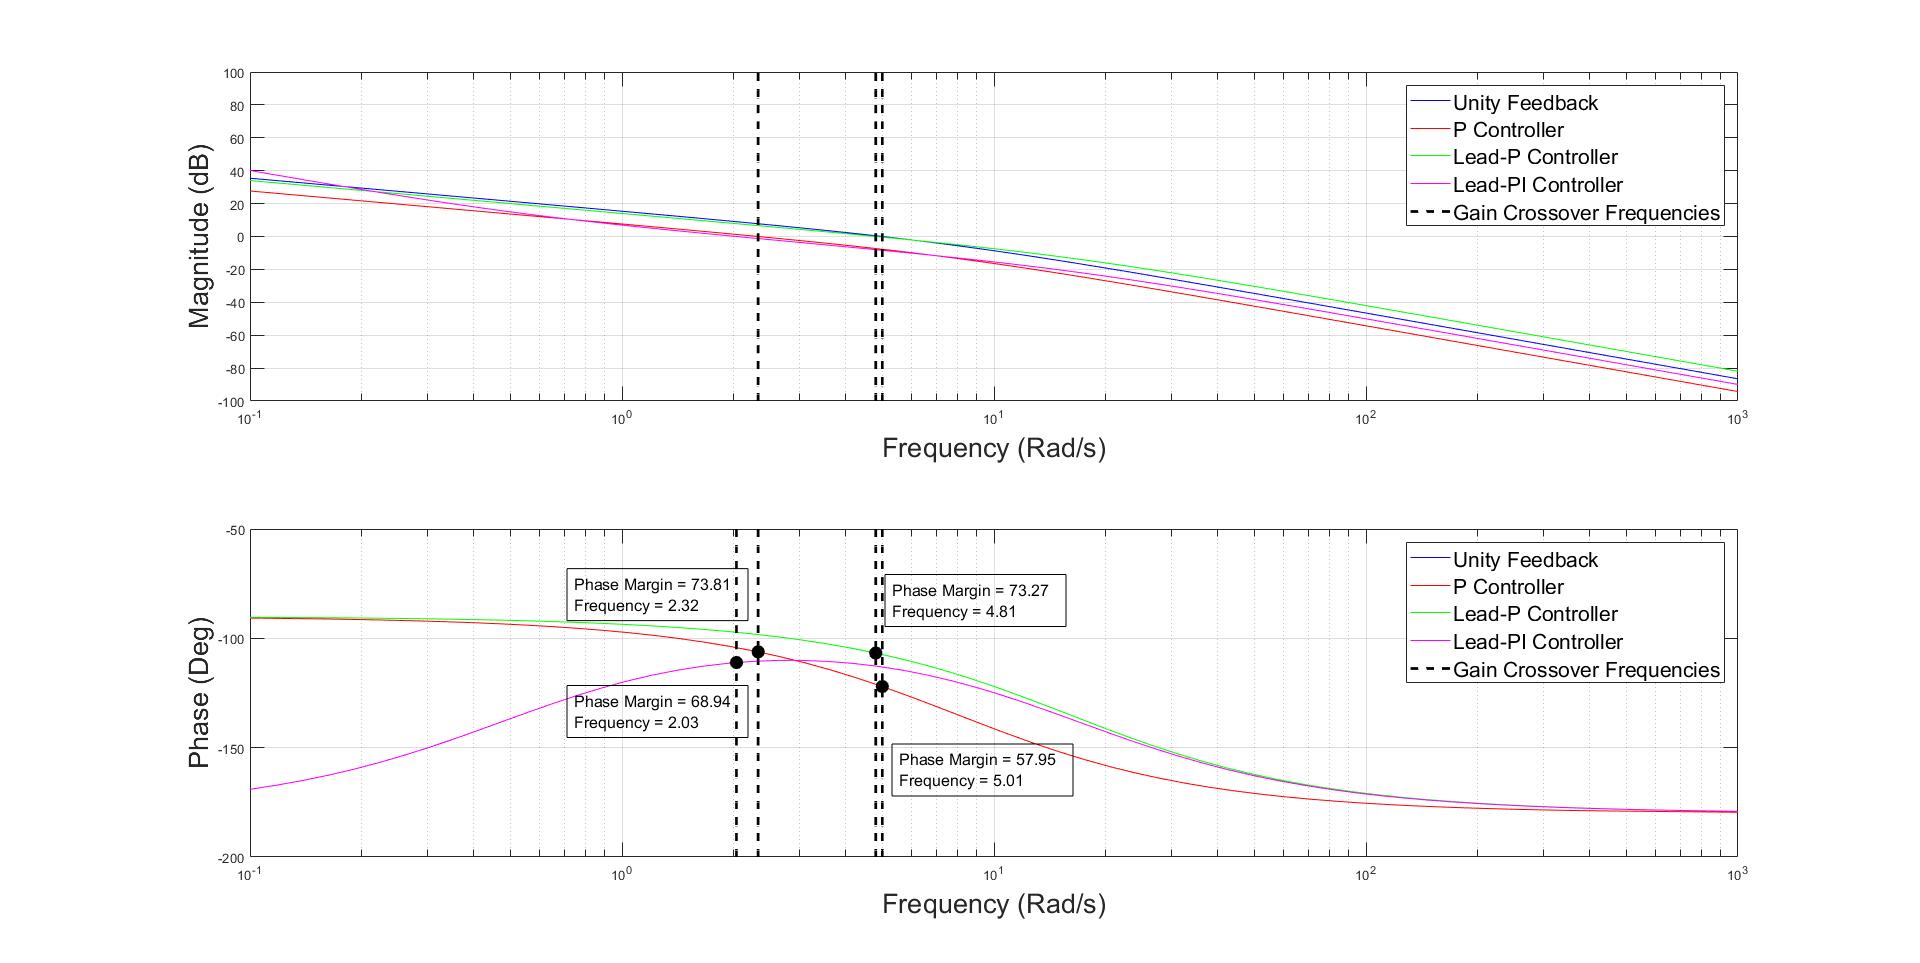 100
80
60
40
20
0
-20
-40
-60
-80
-100
Magnitude (dB)
10-1
100
101
102
103
Frequency (Rad/s)
Unity Feedback
P Controller
Lead-P Controller
Lead-PI Controller
Gain Crossover Frequencies
-50
-100
-150
-200
Phase (Deg)
Phase Margin = 73.81
Frequency = 2.32
Phase Margin = 73.27
Frequency = 4.81
Phase Margin = 68.94
Frequency = 2.03
Phase Margin = 57.95
Frequency = 5.01
Unity Feedback
P Controller
Lead-P Controller
Lead-PI Controller
Gain Crossover Frequencies
10-1
100
101
102
103
Frequency (Rad/s)